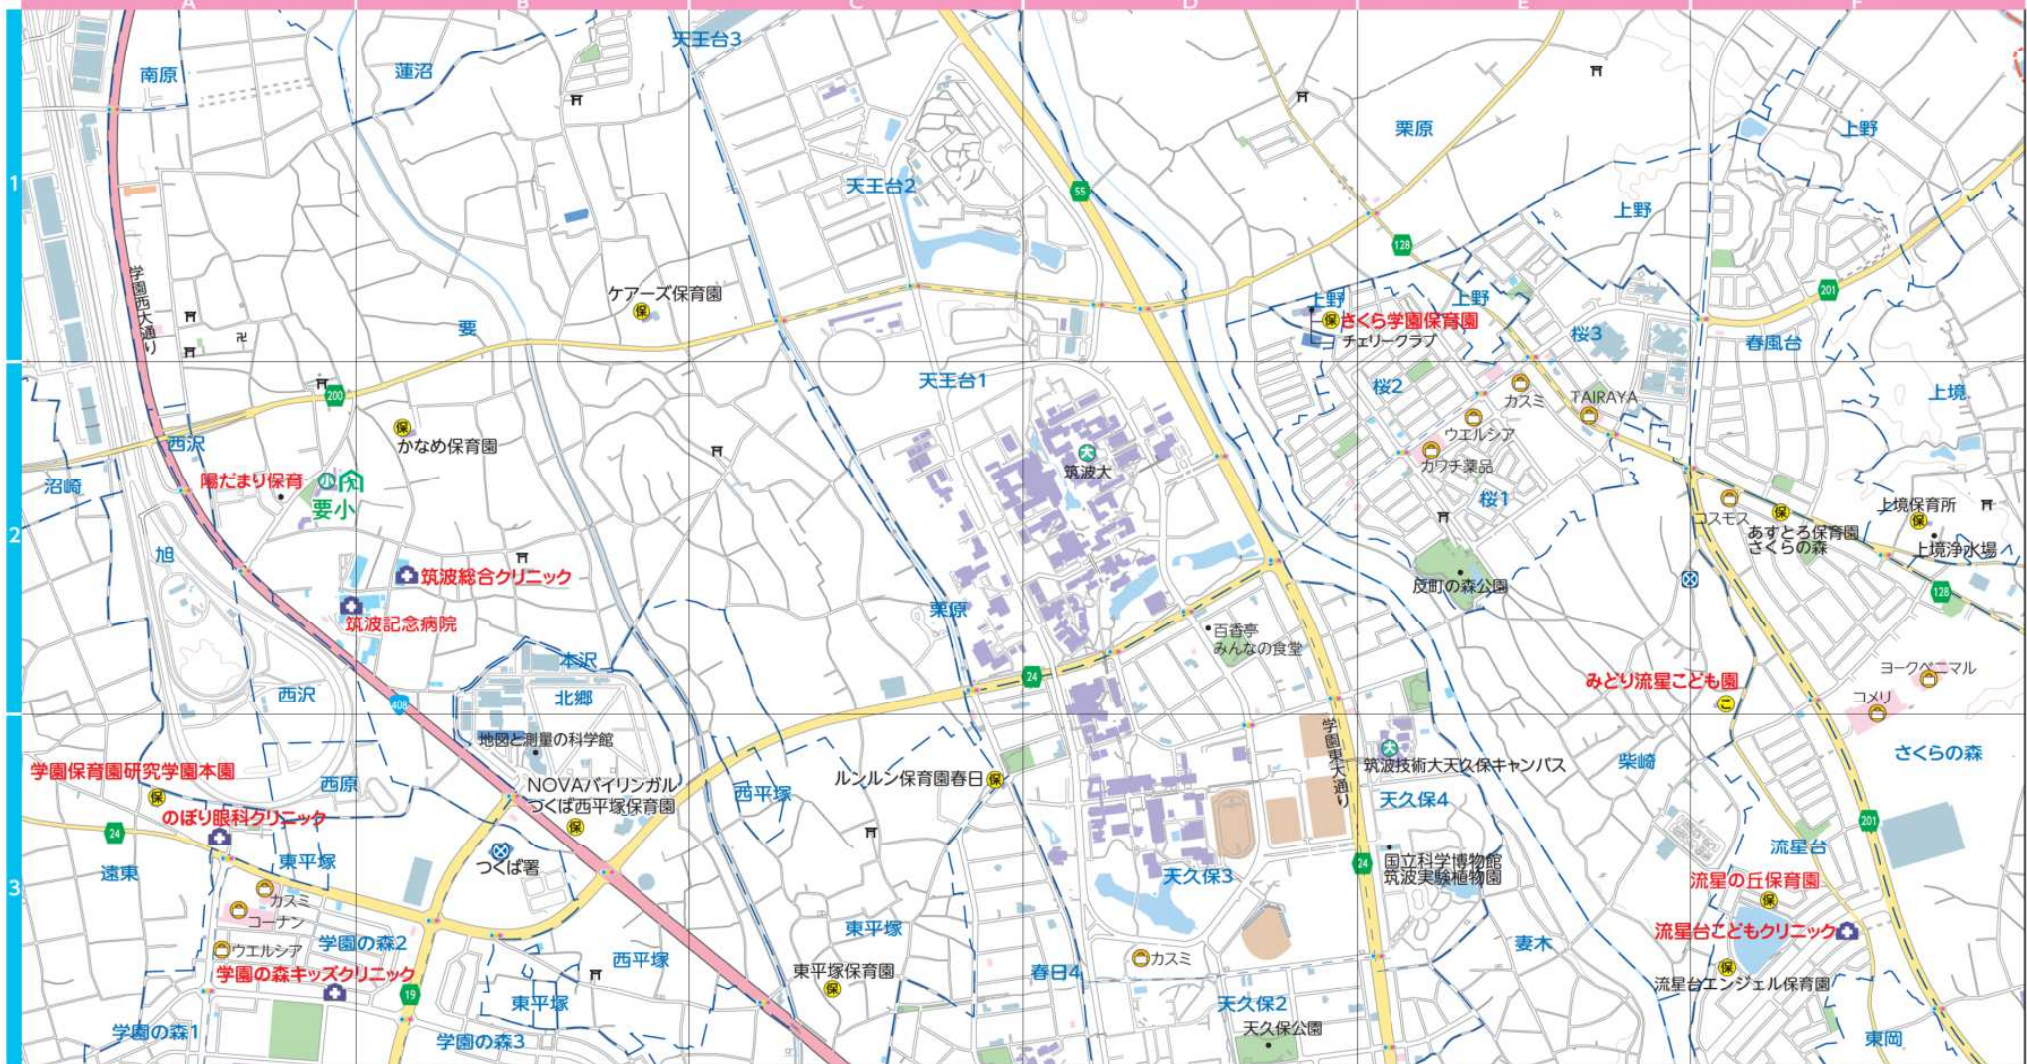 A B C D E F
天王台3
南原
蓮沼
栗原
上野
1
天王台2
55
上野
128
学園西大通り
ケアーズ保育園
保
201
要
上野
上野
保 さくら学園保育園
チェリークラブ
桜3
春風台
天王台1
桜2
カスミ
TAIRAYA
上境
200
保
かなめ保育園
西沢
ウエルシア
大
筑波大
カワチ薬品
沼崎
陽だまり保育
小
要小
桜1
コスモス
保
あすとろ保育園
さくらの森
上境保育所
保
上境浄水場
2
旭
筑波総合クリニック
反町の森公園
128
筑波記念病院
栗原
百香亭
みんなの食堂
本沢
北郷
西沢
24
408
みどり流星こども園
こ
ヨークベニマル
コメリ
地図と測量の科学館
学園東大通り
大
筑波技術大天久保キャンパス
柴崎
さくらの森
学園保育園研究学園本園
保
西原
NOVAバイリンガル
つくば西平塚保育園
保
西平塚
ルンルン保育園春日 保
天久保4
のぼり眼科クリニック
24
201
東平塚
つくば署
流星台
遠東
天久保3
24
国立科学博物館
筑波実験植物園
3
カスミ
コーナン
流星の丘保育園
保
東平塚
流星台こどもクリニック
学園の森2
ウエルシア
西平塚
妻木
学園の森キッズクリニック
東平塚保育園
保
春日4
カスミ
保
流星台エンジェル保育園
19
東平塚
天久保2
学園の森1
学園の森3
天久保公園
東岡